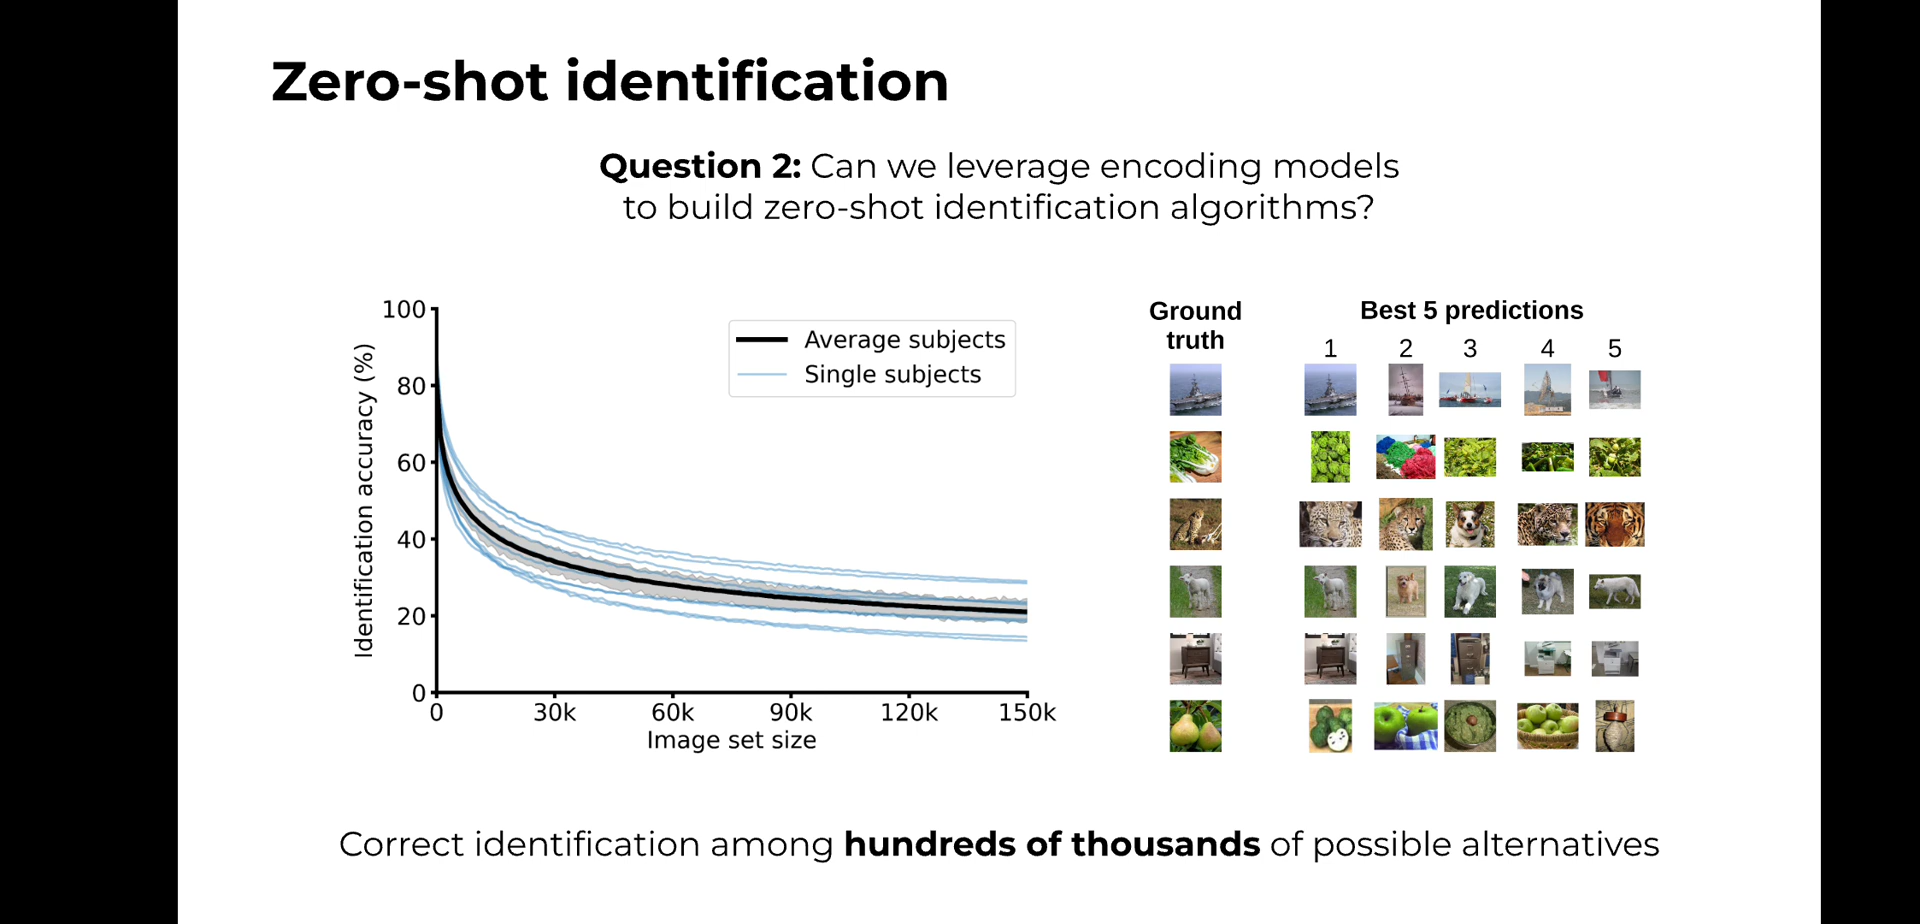 Zero-shot identification
Question 2: Can we leverage encoding models
to build zero-shot identification algorithms?
100
80
60
40
20
0
Identification accuracy (%)
0 30k 60k 90k 120k 150k
Image set size
Average subjects
Single subjects
Ground
truth
Best 5 predictions
1 2 3 4 5
Correct identification among hundreds of thousands of possible alternatives